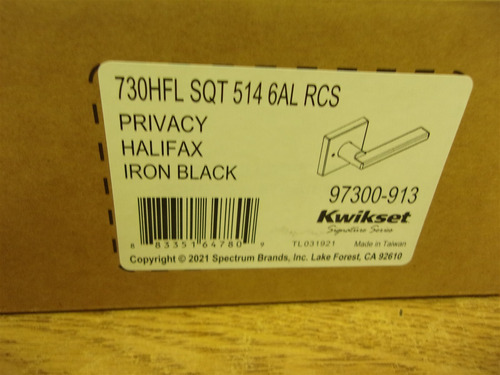 730HFL SQT 514 6AL RCS
PRIVACY
HALIFAX
IRON BLACK
97300-913
Kwikset
Signature Series
8 83351 64780 9
TL031921 Made in Taiwan
Copyright © 2021 Spectrum Brands, Inc. Lake Forest, CA 92610